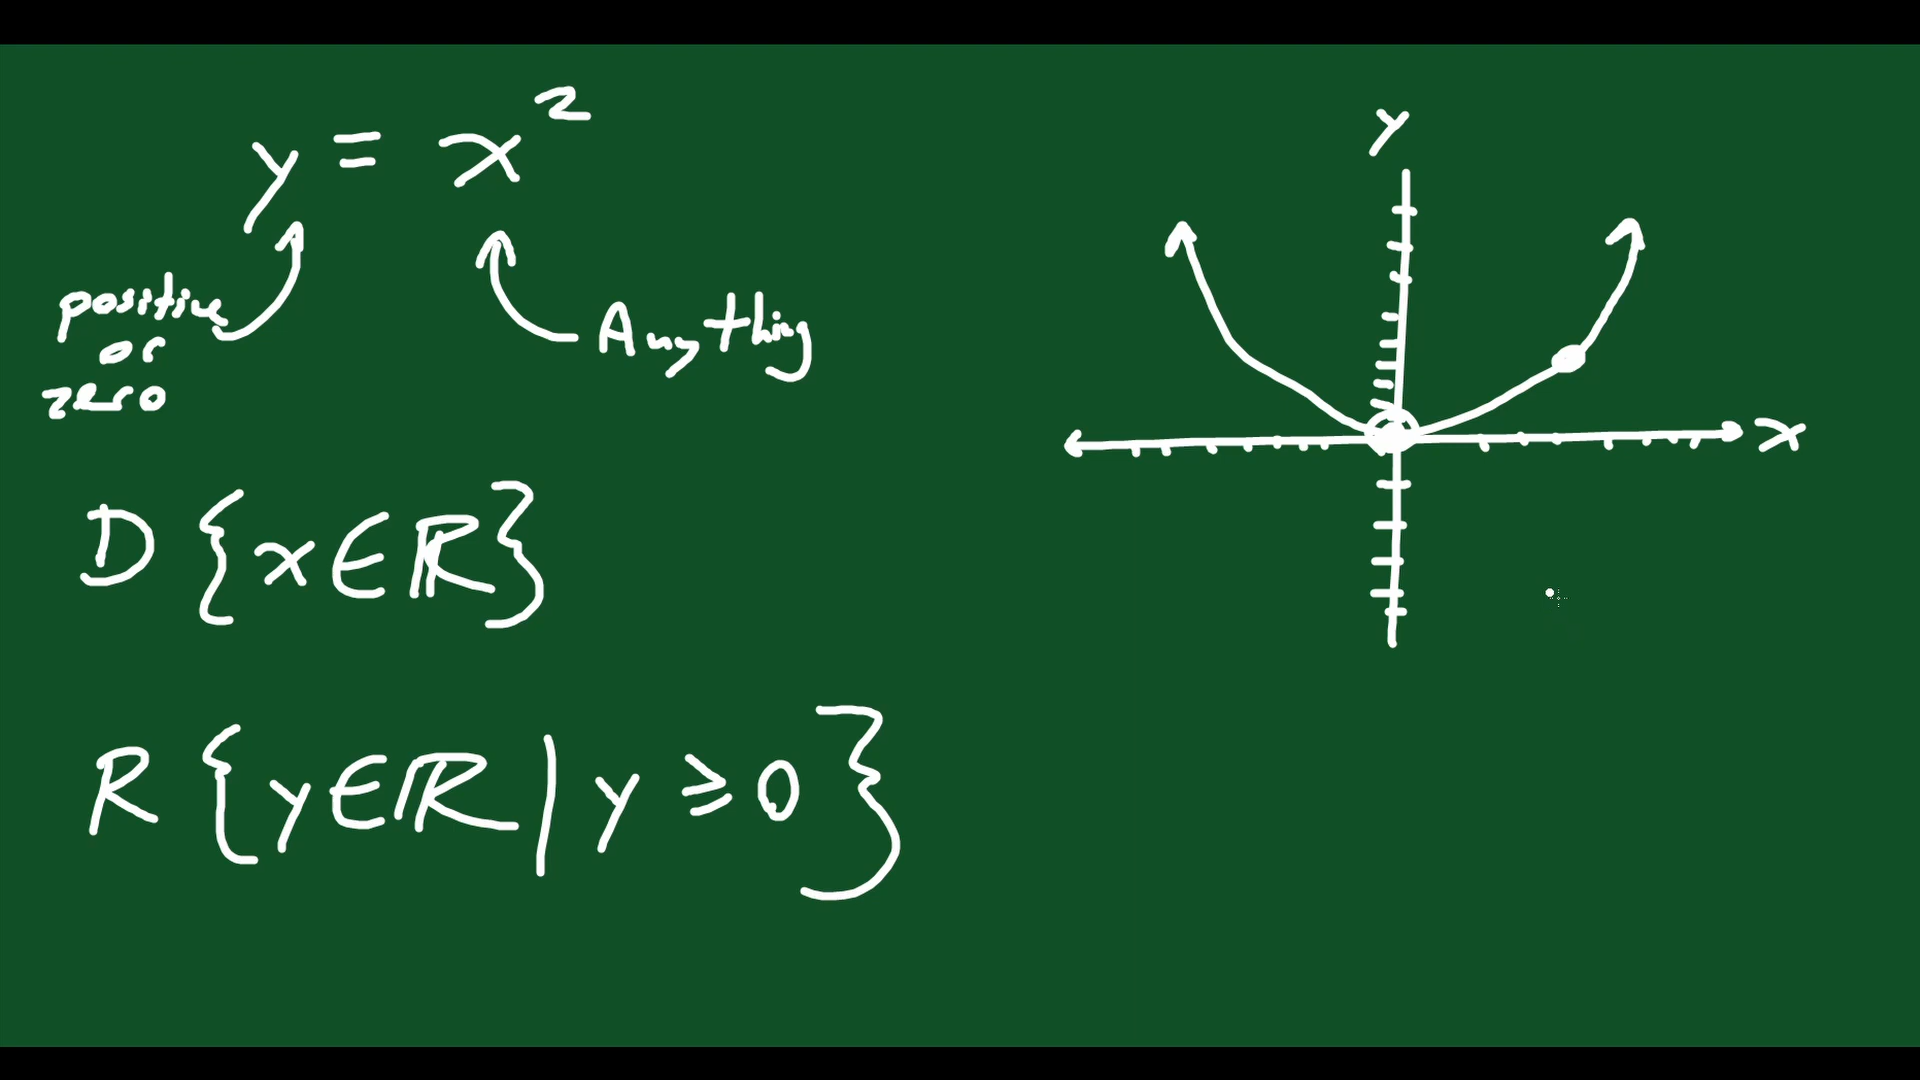 y = x²
positive
or
zero
Anything
D {x∈ℝ}
R {y∈ℝ | y ≥ 0}
y
x